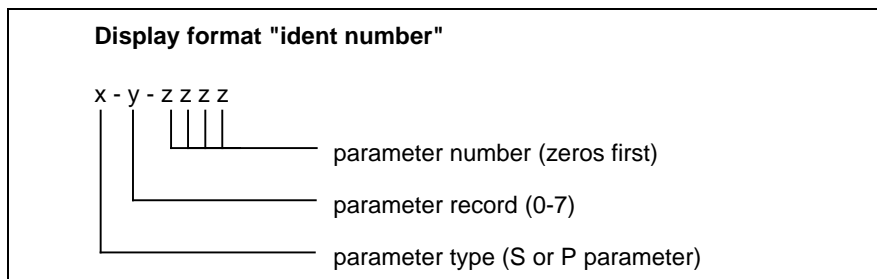 Display format "ident number"
x - y - z z z z
parameter number (zeros first)
parameter record (0-7)
parameter type (S or P parameter)